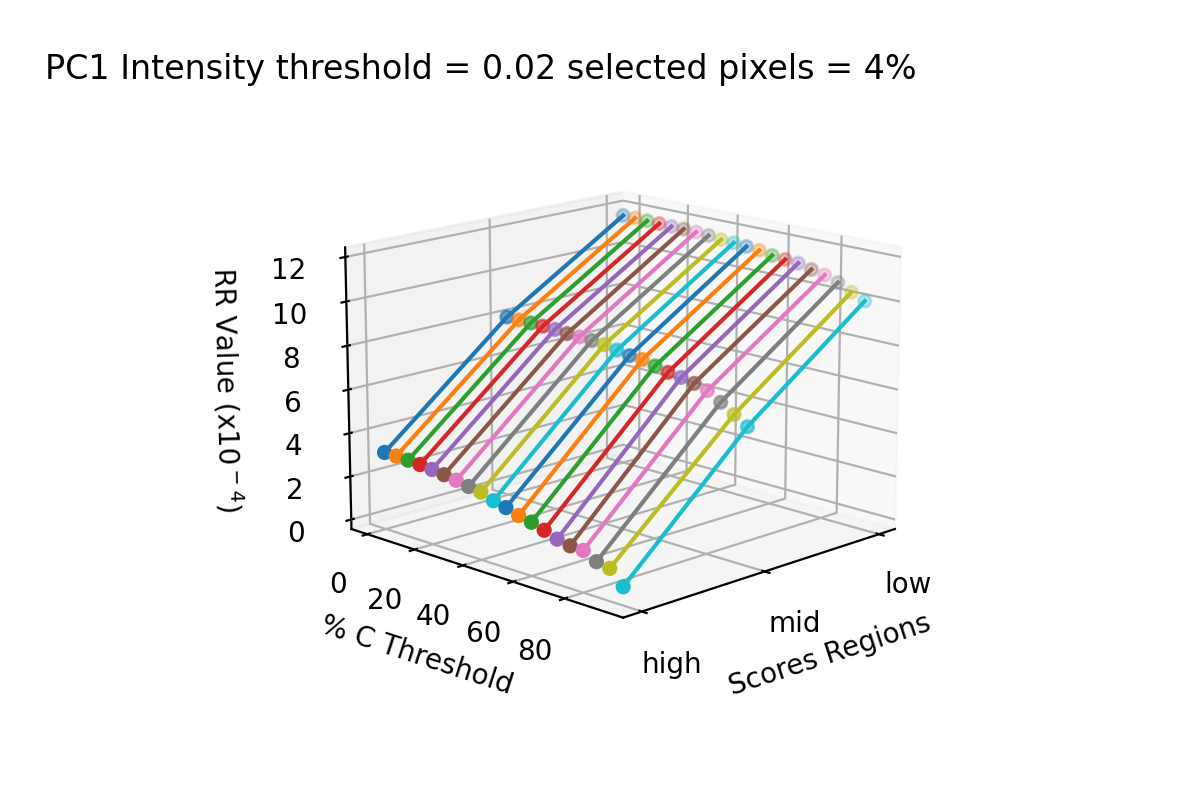 PC1 Intensity threshold = 0.02 selected pixels = 4%
RR Value (x10⁻⁴)
12
10
8
6
4
2
0
0
20
40
60
80
% C Threshold
high
mid
low
Scores Regions